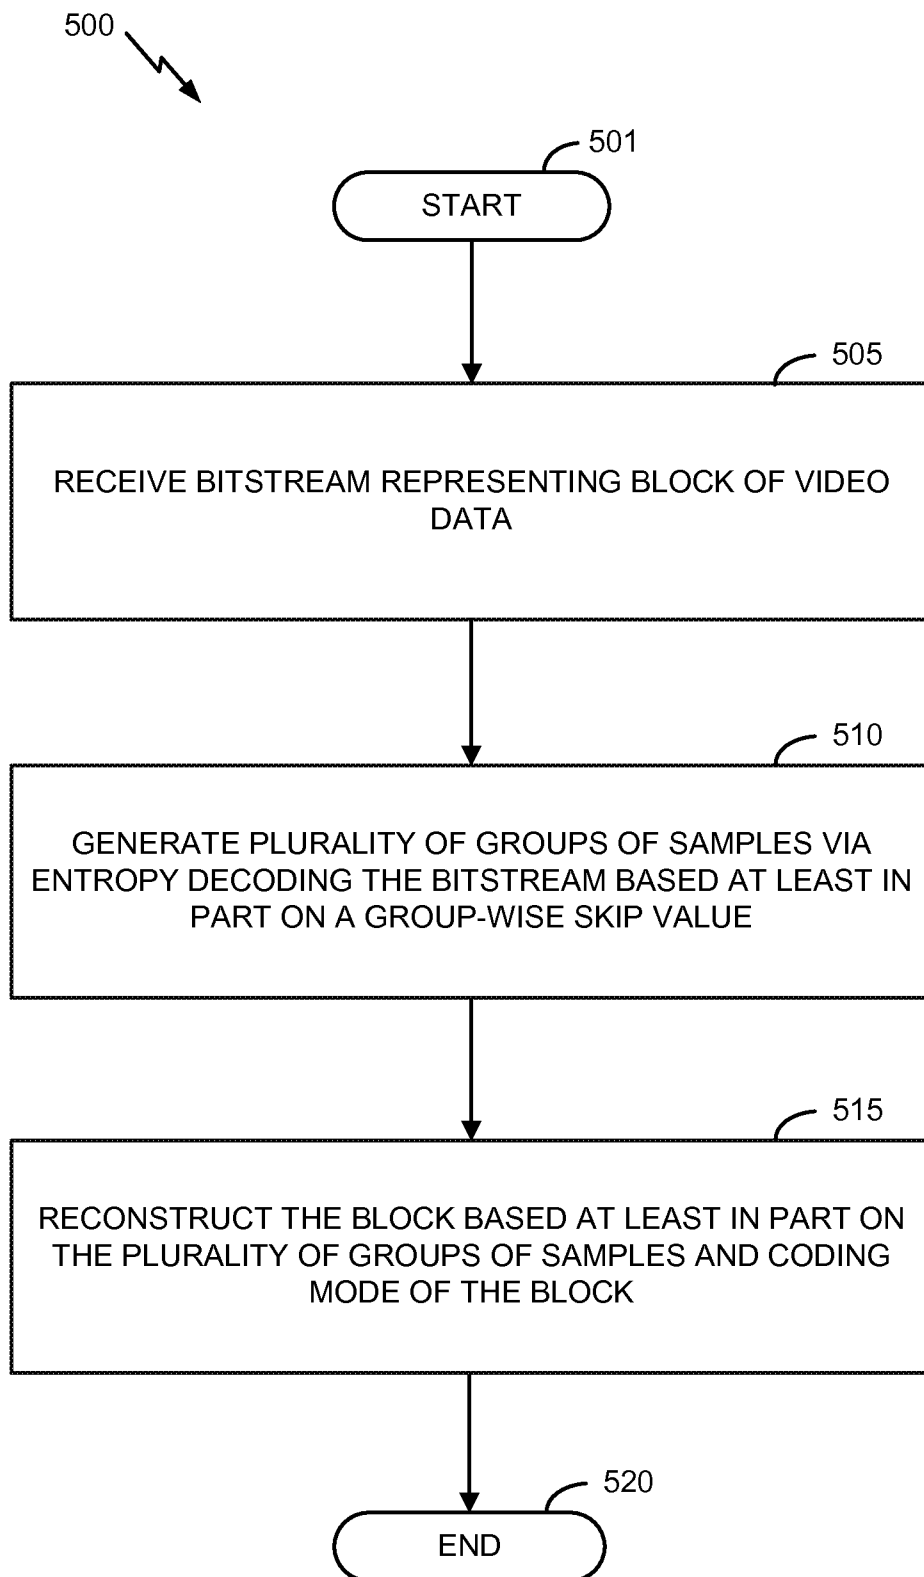 500
501
START
505
RECEIVE BITSTREAM REPRESENTING BLOCK OF VIDEO
DATA
510
GENERATE PLURALITY OF GROUPS OF SAMPLES VIA
ENTROPY DECODING THE BITSTREAM BASED AT LEAST IN
PART ON A GROUP-WISE SKIP VALUE
515
RECONSTRUCT THE BLOCK BASED AT LEAST IN PART ON
THE PLURALITY OF GROUPS OF SAMPLES AND CODING
MODE OF THE BLOCK
520
END